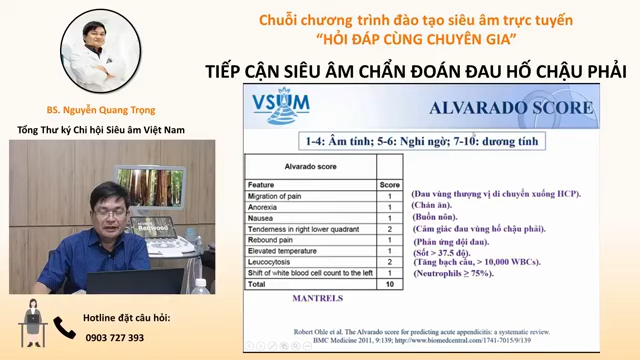 Chuỗi chương trình đào tạo siêu âm trực tuyến
“HỎI ĐÁP CÙNG CHUYÊN GIA”
TIẾP CẬN SIÊU ÂM CHẨN ĐOÁN ĐAU HỐ CHẬU PHẢI
BS. Nguyễn Quang Trọng
Tổng Thư ký Chi hội Siêu âm Việt Nam
VSUM
ALVARADO SCORE
1-4: Âm tính; 5-6: Nghi ngờ; 7-10: dương tính
Alvarado score
Feature Score
Migration of pain 1 (Đau vùng thượng vị di chuyển xuống HCP).
Anorexia 1 (Chán ăn).
Nausea 1 (Buồn nôn).
Tenderness in right lower quadrant 2 (Cảm giác đau vùng hố chậu phải).
Rebound pain 1 (Phản ứng dội đau).
Elevated temperature 1 (Sốt > 37.5 độ).
Leucocytosis 2 (Tăng bạch cầu, > 10,000 WBCs).
Shift of white blood cell count to the left 1 (Neutrophils ≥ 75%).
Total 10
MANTRELS
Robert Ohle et al. The Alvarado score for predicting acute appendicitis: a systematic review.
BMC Medicine 2011, 9:139; http://www.biomedcentral.com/1741-7015/9/139
Hotline đặt câu hỏi:
0903 727 393